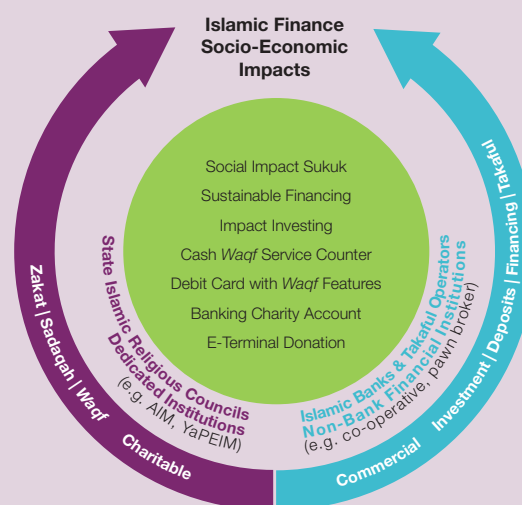 Islamic Finance
Socio-Economic
Impacts
Social Impact Sukuk
Sustainable Financing
Impact Investing
Cash Waqf Service Counter
Debit Card with Waqf Features
Banking Charity Account
E-Terminal Donation
State Islamic Religious Councils
Dedicated Institutions
(e.g. AIM, YaPEIM)
Islamic Banks & Takaful Operators
Non-Bank Financial Institutions
(e.g. co-operative, pawn broker)
Zakat | Sadaqah | Waqf Charitable
Commercial Investment | Deposits | Financing | Takaful